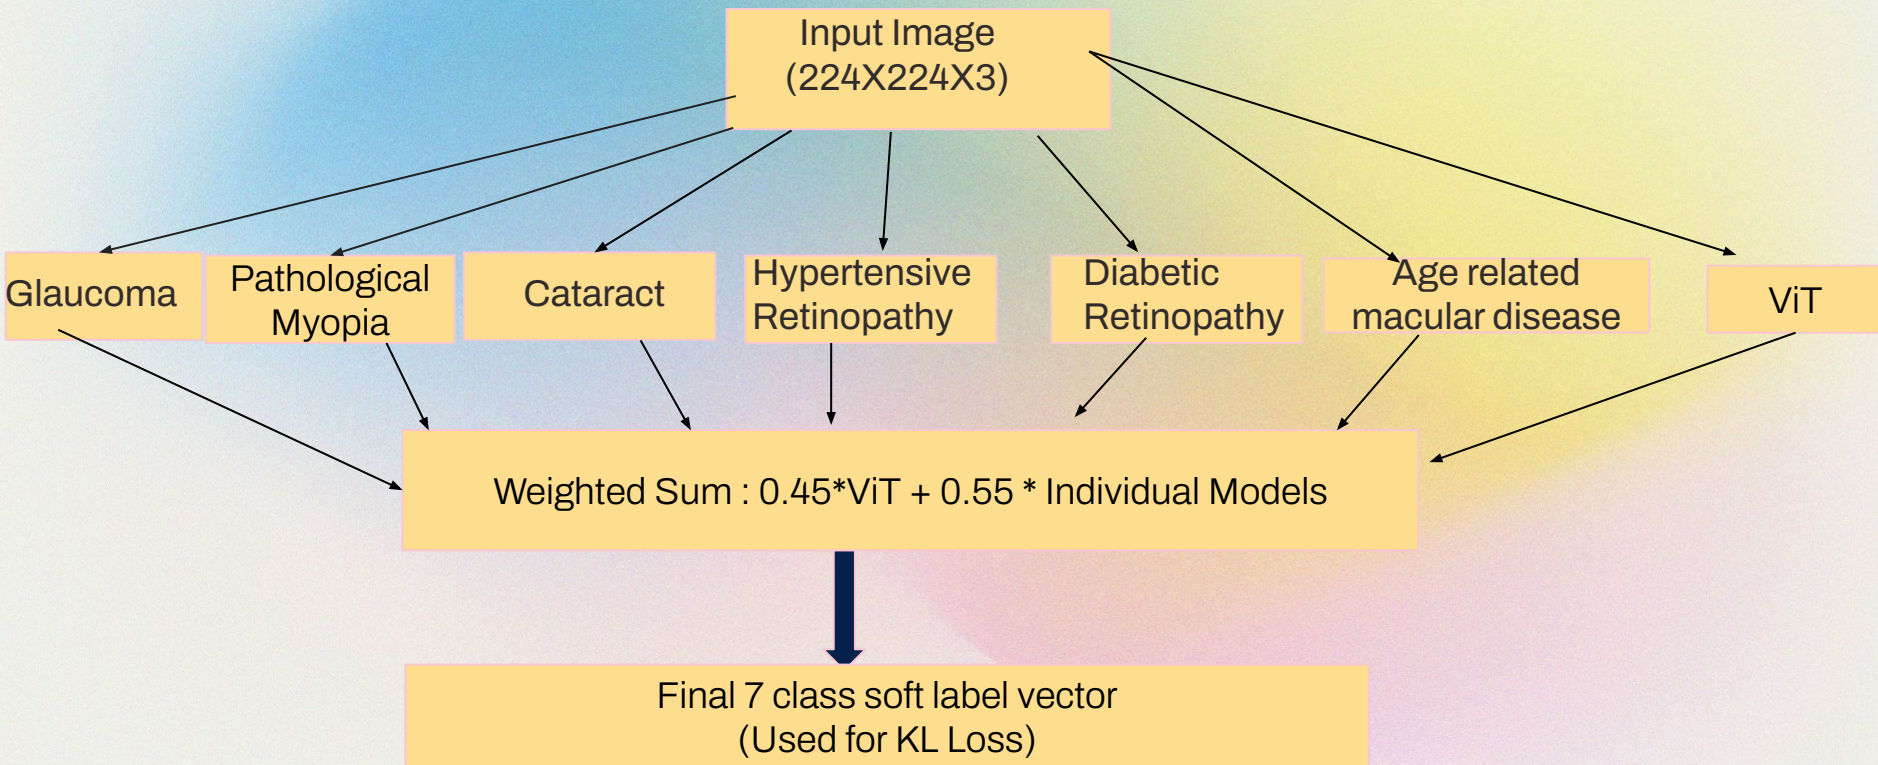 Input Image
(224X224X3)
Glaucoma
Pathological
Myopia
Cataract
Hypertensive
Retinopathy
Diabetic
Retinopathy
Age related
macular disease
ViT
Weighted Sum : 0.45*ViT + 0.55 * Individual Models
Final 7 class soft label vector
(Used for KL Loss)